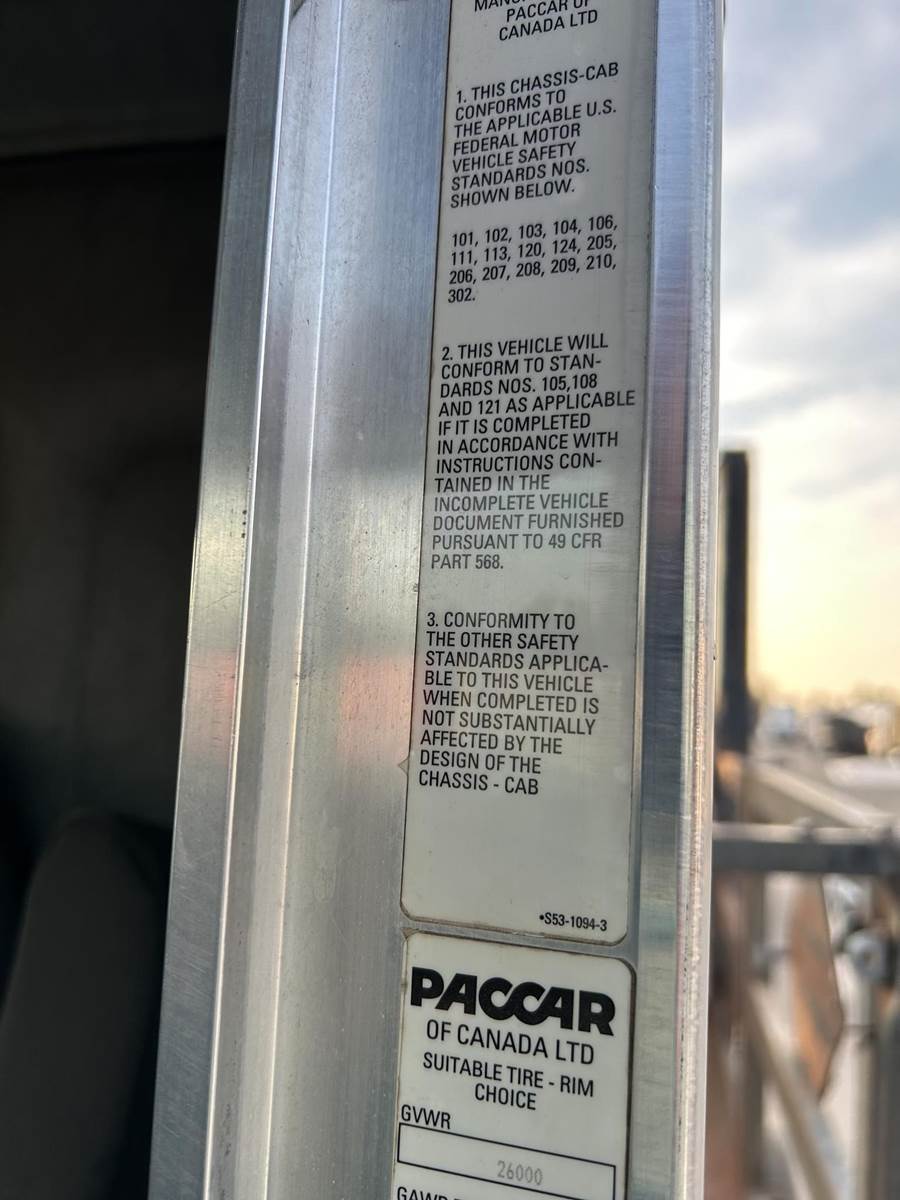 PACCAR OF
CANADA LTD
1. THIS CHASSIS-CAB
CONFORMS TO
THE APPLICABLE U.S.
FEDERAL MOTOR
VEHICLE SAFETY
STANDARDS NOS.
SHOWN BELOW.
101, 102, 103, 104, 106,
111, 113, 120, 124, 205,
206, 207, 208, 209, 210,
302.
2. THIS VEHICLE WILL
CONFORM TO STAN-
DARDS NOS. 105,108
AND 121 AS APPLICABLE
IF IT IS COMPLETED
IN ACCORDANCE WITH
INSTRUCTIONS CON-
TAINED IN THE
INCOMPLETE VEHICLE
DOCUMENT FURNISHED
PURSUANT TO 49 CFR
PART 568.
3. CONFORMITY TO
THE OTHER SAFETY
STANDARDS APPLICA-
BLE TO THIS VEHICLE
WHEN COMPLETED IS
NOT SUBSTANTIALLY
AFFECTED BY THE
DESIGN OF THE
CHASSIS - CAB
•S53-1094-3
PACCAR
OF CANADA LTD
SUITABLE TIRE - RIM
CHOICE
GVWR
26000